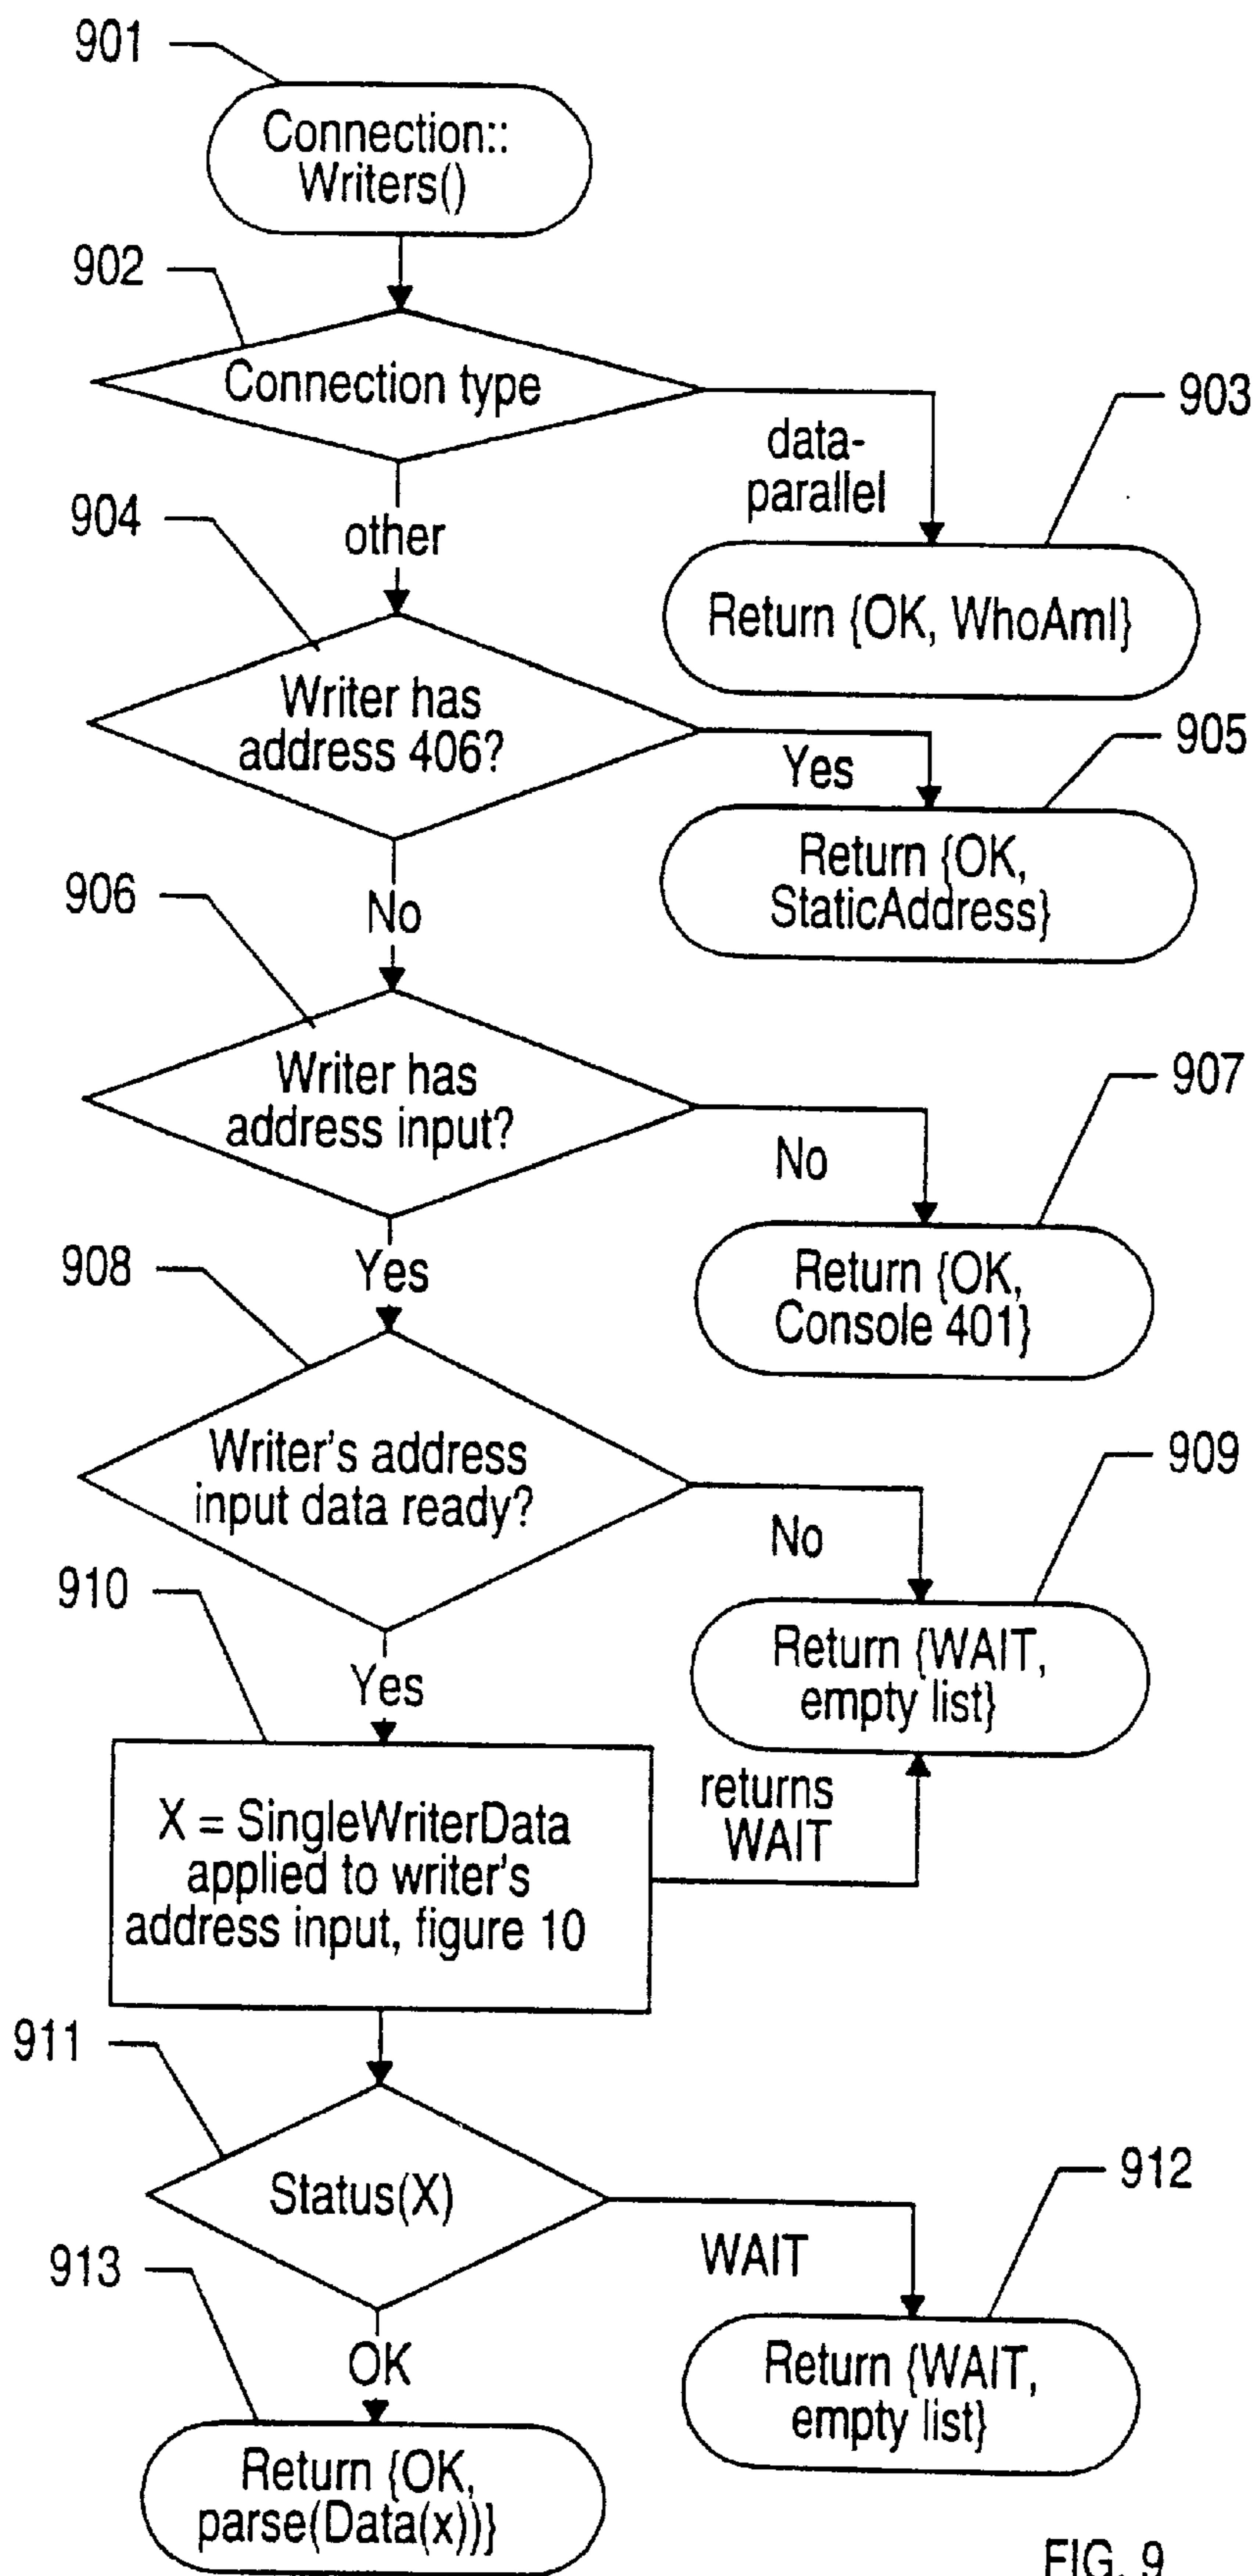 901
Connection::
Writers()
902
Connection type
903
data-
parallel
904
other
Return {OK, WhoAmI}
Writer has
address 406?
905
Yes
Return {OK,
StaticAddress}
906
No
Writer has
address input?
907
No
908
Yes
Return {OK,
Console 401}
Writer's address
input data ready?
909
No
910
Yes
Return {WAIT,
empty list}
X = SingleWriterData
applied to writer's
address input, figure 10
returns
WAIT
911
Status(X)
912
WAIT
913
OK
Return {WAIT,
empty list}
Return {OK,
parse(Data(x))}
FIG. 9